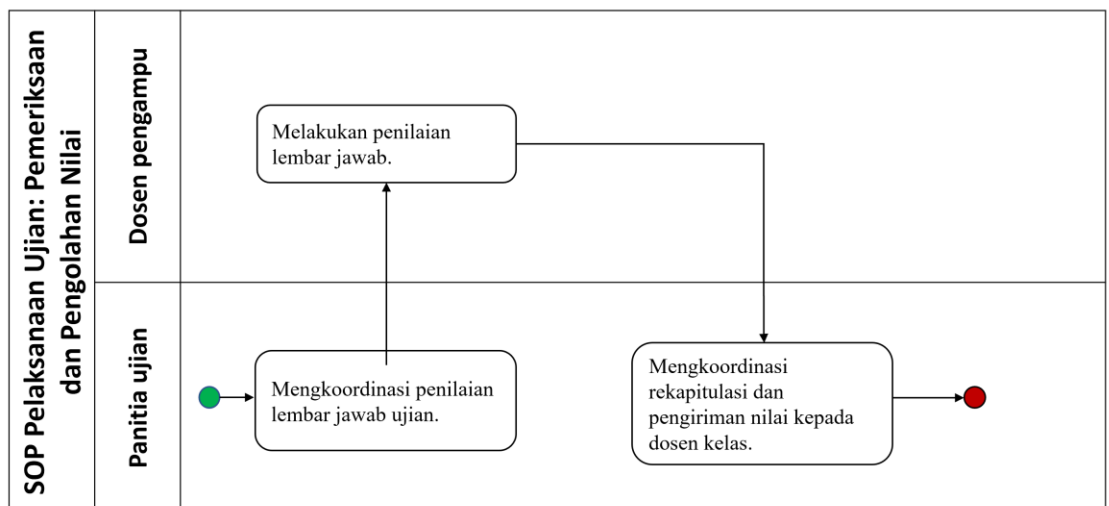 SOP Pelaksanaan Ujian: Pemeriksaan
dan Pengolahan Nilai
Dosen pengampu
Melakukan penilaian
lembar jawab.
Panitia ujian
Mengkoordinasi penilaian
lembar jawab ujian.
Mengkoordinasi
rekapitulasi dan
pengiriman nilai kepada
dosen kelas.